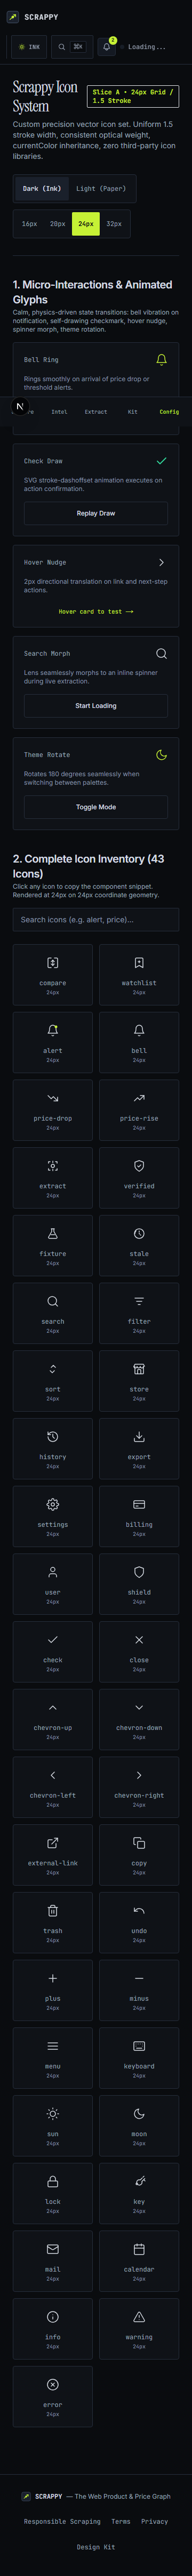 SCRAPPY
INK
⌘K
2
Loading...
Scrappy Icon
System
Slice A • 24px Grid /
1.5 Stroke
Custom precision vector icon set. Uniform 1.5
stroke width, consistent optical weight,
currentColor inheritance, zero third-party icon
libraries.
Dark (Ink)
Light (Paper)
16px
20px
24px
32px
1. Micro-Interactions & Animated
Glyphs
Calm, physics-driven state transitions: bell vibration on
notification, self-drawing checkmark, hover nudge,
spinner morph, theme rotation.
Bell Ring
Rings smoothly on arrival of price drop or
threshold alerts.
N
Intel
Extract
Kit
Config
Check Draw
SVG stroke-dashoffset animation executes on
action confirmation.
Replay Draw
Hover Nudge
2px directional translation on link and next-step
actions.
Hover card to test ⟶
Search Morph
Lens seamlessly morphs to an inline spinner
during live extraction.
Start Loading
Theme Rotate
Rotates 180 degrees seamlessly when
switching between palettes.
Toggle Mode
2. Complete Icon Inventory (43
Icons)
Click any icon to copy the component snippet.
Rendered at 24px on 24px coordinate geometry.
Search icons (e.g. alert, price)...
compare
24px
watchlist
24px
alert
24px
bell
24px
price-drop
24px
price-rise
24px
extract
24px
verified
24px
fixture
24px
stale
24px
search
24px
filter
24px
sort
24px
store
24px
history
24px
export
24px
settings
24px
billing
24px
user
24px
shield
24px
check
24px
close
24px
chevron-up
24px
chevron-down
24px
chevron-left
24px
chevron-right
24px
external-link
24px
copy
24px
trash
24px
undo
24px
plus
24px
minus
24px
menu
24px
keyboard
24px
sun
24px
moon
24px
lock
24px
key
24px
mail
24px
calendar
24px
info
24px
warning
24px
error
24px
SCRAPPY — The Web Product & Price Graph
Responsible Scraping
Terms
Privacy
Design Kit